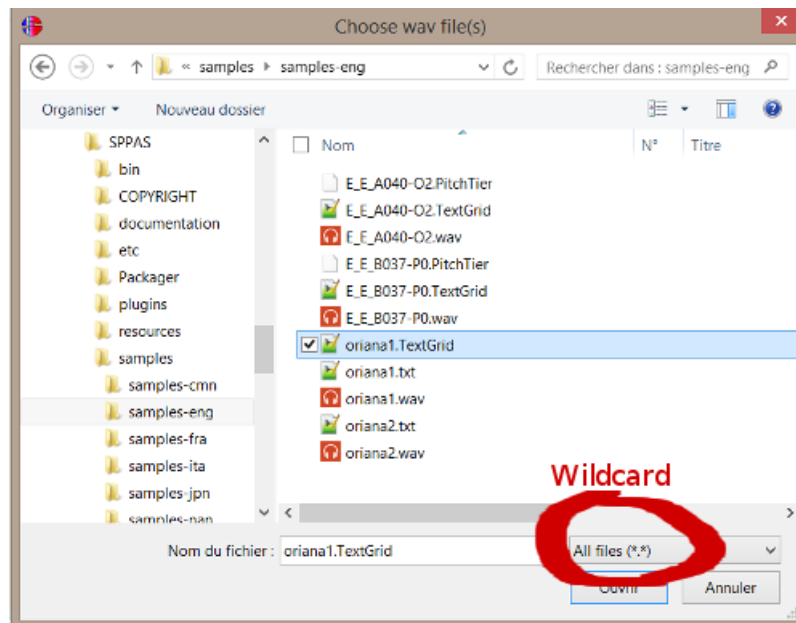 Choose wav file(s)
« samples samples-eng
Rechercher dans : samples-eng
Organiser Nouveau dossier
SPPAS
bin
COPYRIGHT
documentation
etc
Packager
plugins
resources
samples
samples-cmn
samples-eng
samples-fra
samples-ita
samples-jpn
samples-nan
Nom N° Titre
E_E_A040-O2.PitchTier
E_E_A040-O2.TextGrid
E_E_A040-O2.wav
E_E_B037-P0.PitchTier
E_E_B037-P0.TextGrid
E_E_B037-P0.wav
oriana1.TextGrid
oriana1.txt
oriana1.wav
oriana2.txt
oriana2.wav
Wildcard
Nom du fichier : oriana1.TextGrid All files (*.*)
Ouvrir Annuler